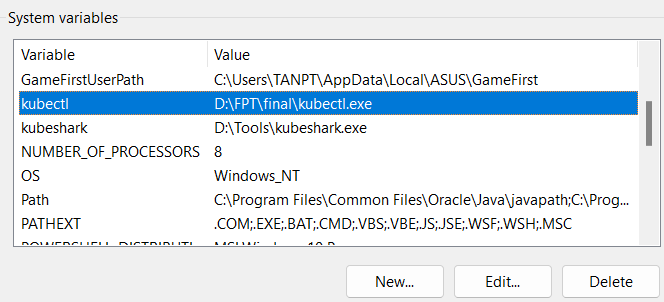 System variables
Variable Value
GameFirstUserPath C:\Users\TANPT\AppData\Local\ASUS\GameFirst
kubectl D:\FPT\final\kubectl.exe
kubeshark D:\Tools\kubeshark.exe
NUMBER_OF_PROCESSORS 8
OS Windows_NT
Path C:\Program Files\Common Files\Oracle\Java\javapath;C:\Prog...
PATHEXT .COM;.EXE;.BAT;.CMD;.VBS;.VBE;.JS;.JSE;.WSF;.WSH;.MSC
New... Edit... Delete